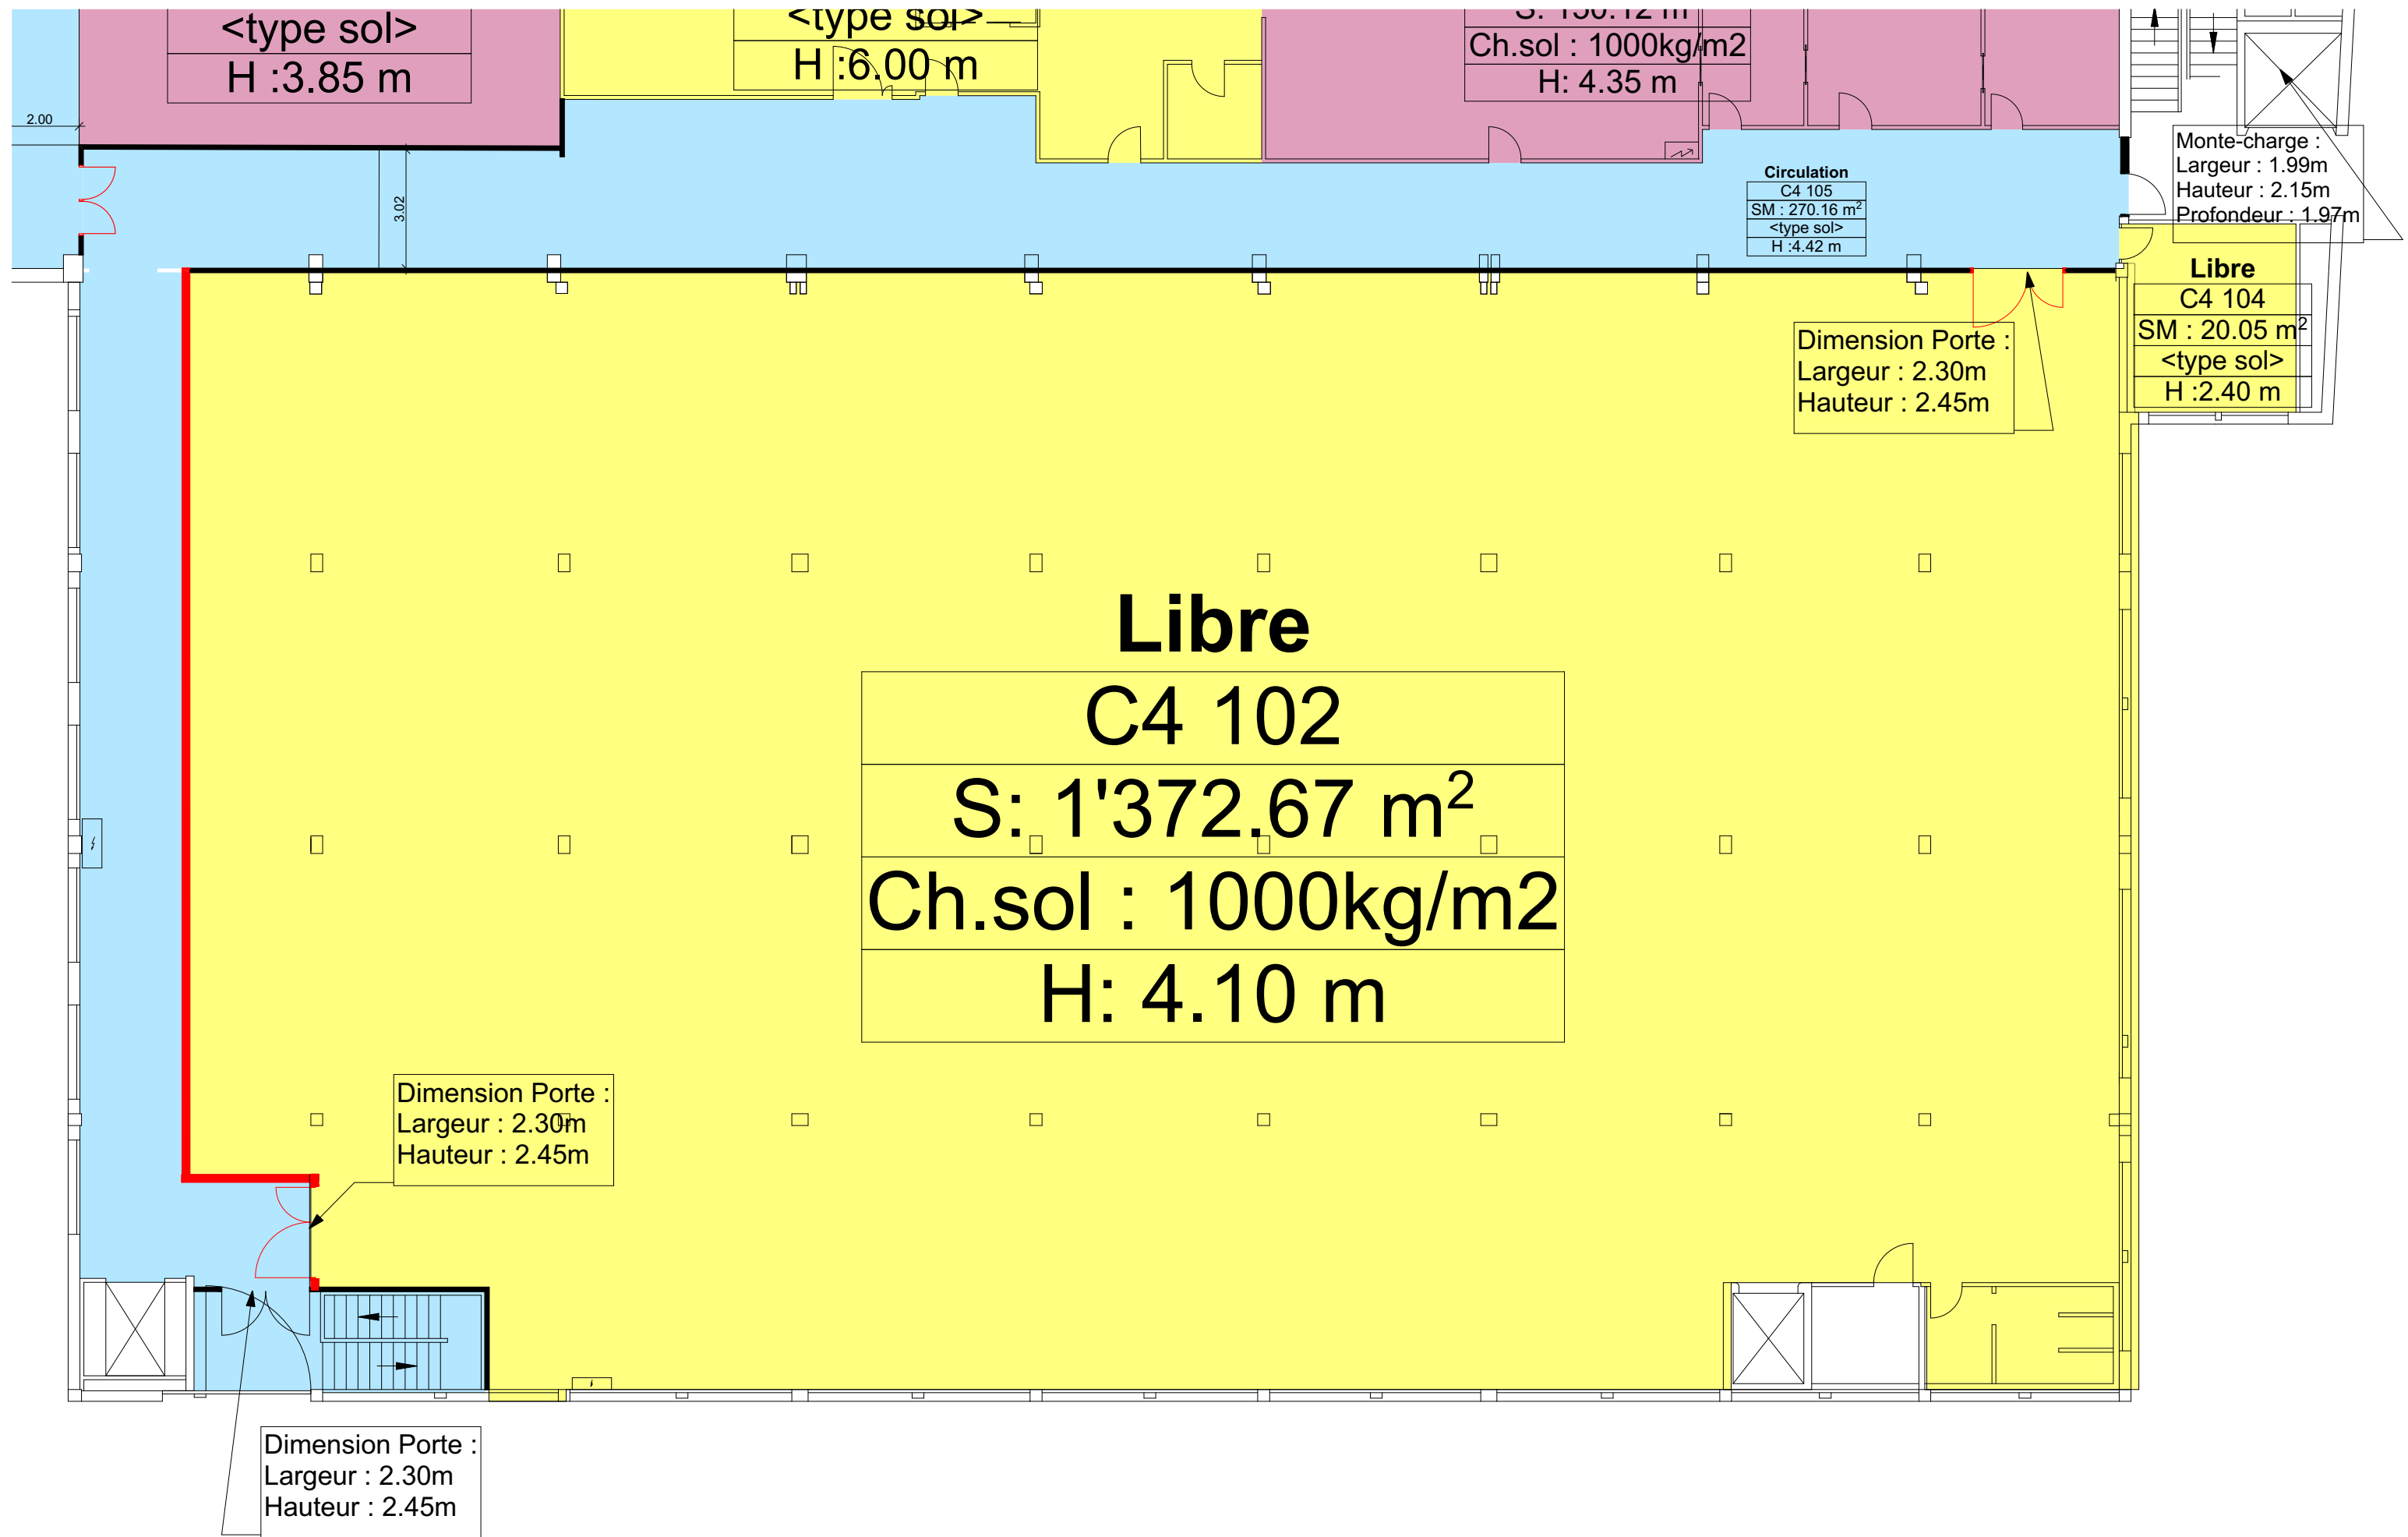 <type sol>
H :3.85 m
<type sol>
H :6.00 m
S: 150.12 m
Ch.sol : 1000kg/m2
H: 4.35 m
2.00
3.02
Circulation
C4 105
SM : 270.16 m²
<type sol>
H :4.42 m
Monte-charge :
Largeur : 1.99m
Hauteur : 2.15m
Profondeur : 1.97m
Libre
C4 104
SM : 20.05 m²
<type sol>
H :2.40 m
Dimension Porte :
Largeur : 2.30m
Hauteur : 2.45m
Libre
C4 102
S: 1'372.67 m²
Ch.sol : 1000kg/m2
H: 4.10 m
Dimension Porte :
Largeur : 2.30m
Hauteur : 2.45m
Dimension Porte :
Largeur : 2.30m
Hauteur : 2.45m